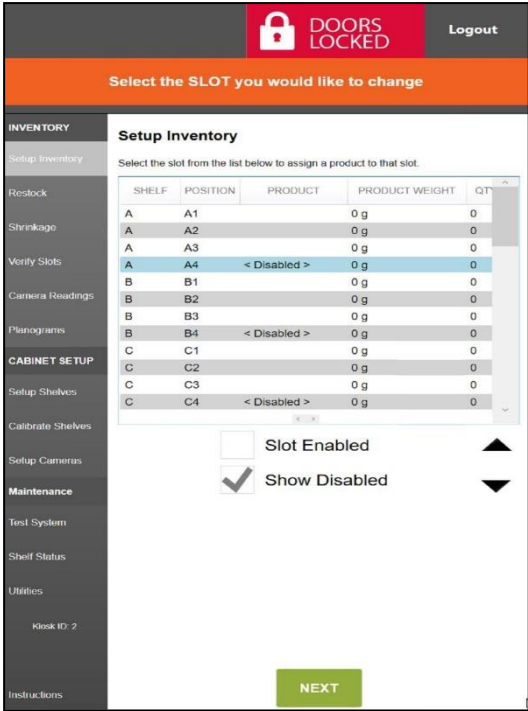 DOORS
LOCKED
Logout
Select the SLOT you would like to change
INVENTORY
Setup Inventory
Restock
Shrinkage
Verify Slots
Camera Readings
Planograms
CABINET SETUP
Setup Shelves
Calibrate Shelves
Setup Cameras
Maintenance
Test System
Shelf Status
Utilities
Kiosk ID: 2
Instructions
Setup Inventory
Select the slot from the list below to assign a product to that slot.
SHELF POSITION PRODUCT PRODUCT WEIGHT QTY
A A1 0 g 0
A A2 0 g 0
A A3 0 g 0
A A4 < Disabled > 0 g 0
B B1 0 g 0
B B2 0 g 0
B B3 0 g 0
B B4 < Disabled > 0 g 0
C C1 0 g 0
C C2 0 g 0
C C3 0 g 0
C C4 < Disabled > 0 g 0
Slot Enabled
Show Disabled
NEXT